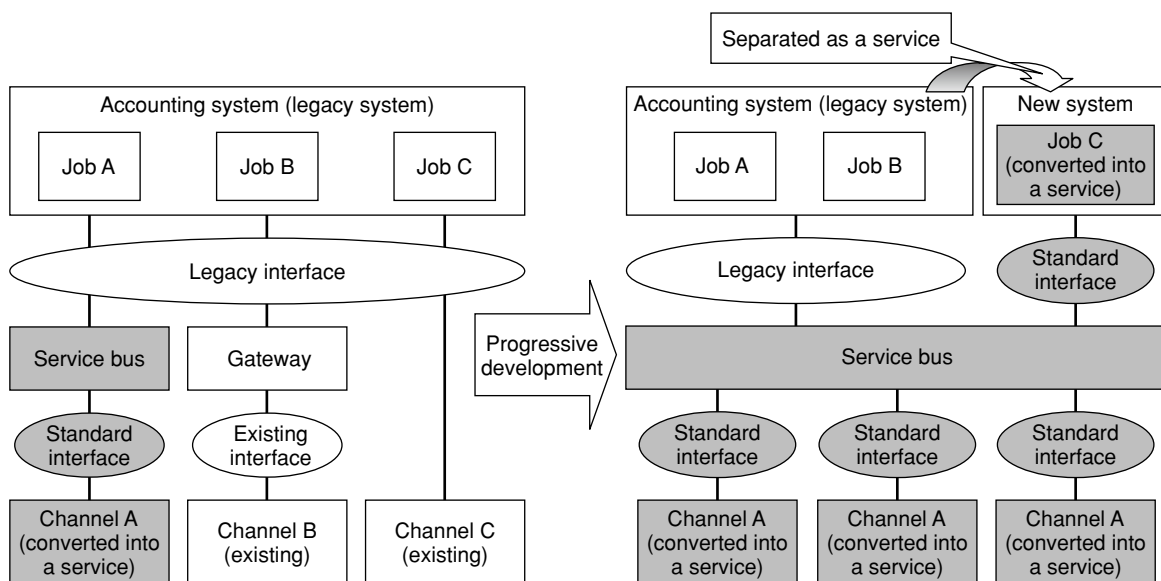 Separated as a service
Accounting system (legacy system)
Job A
Job B
Job C
Legacy interface
Service bus
Gateway
Standard
interface
Existing
interface
Channel A
(converted into
a service)
Channel B
(existing)
Channel C
(existing)
Progressive
development
Accounting system (legacy system)
Job A
Job B
New system
Job C
(converted into
a service)
Legacy interface
Standard
interface
Service bus
Standard
interface
Standard
interface
Standard
interface
Channel A
(converted into
a service)
Channel A
(converted into
a service)
Channel A
(converted into
a service)